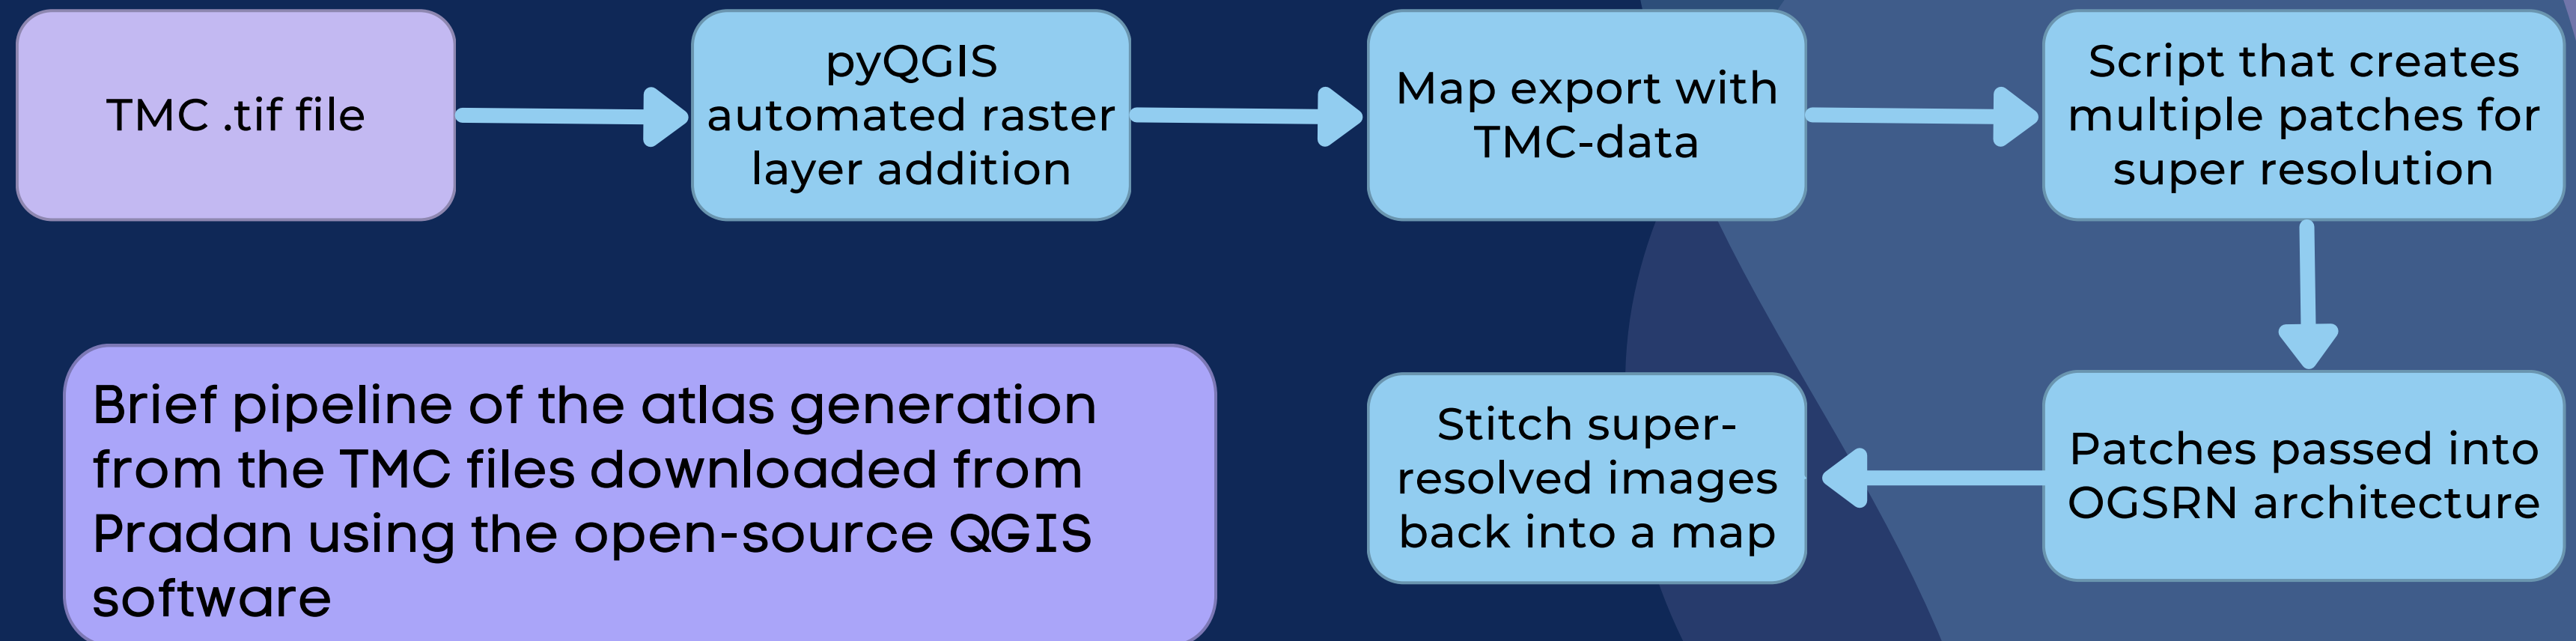 TMC .tif file
pyQGIS
automated raster
layer addition
Map export with
TMC-data
Script that creates
multiple patches for
super resolution
Patches passed into
OGSRN architecture
Stitch super-
resolved images
back into a map
Brief pipeline of the atlas generation
from the TMC files downloaded from
Pradan using the open-source QGIS
software